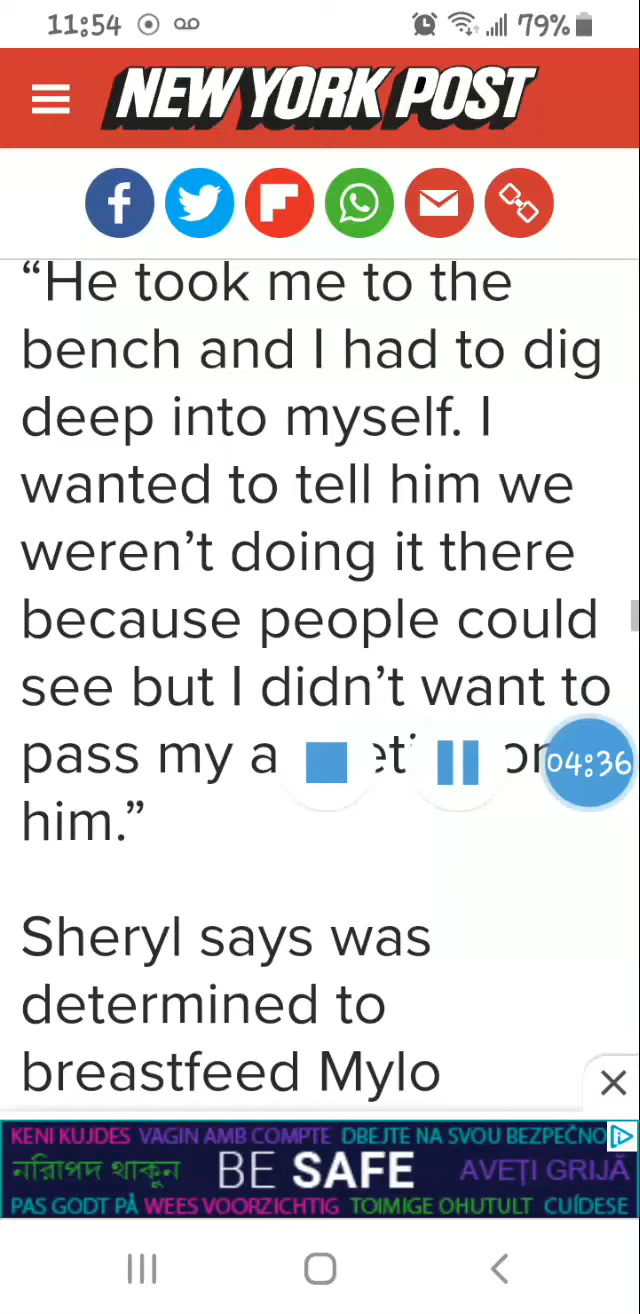 11:54 79%
NEW YORK POST
“He took me to the
bench and I had to dig
deep into myself. I
wanted to tell him we
weren’t doing it there
because people could
see but I didn’t want to
pass my a
04:36
him.”
Sheryl says was
determined to
breastfeed Mylo
KENI KUJDES VAGIN AMB COMPTE DBEJTE NA SVOU BEZPEČNO
নিরাপদ থাকুন BE SAFE AVEȚI GRIJĂ
PAS GODT PÅ WEES VOORZICHTIG TOIMIGE OHUTULT CUÍDESE